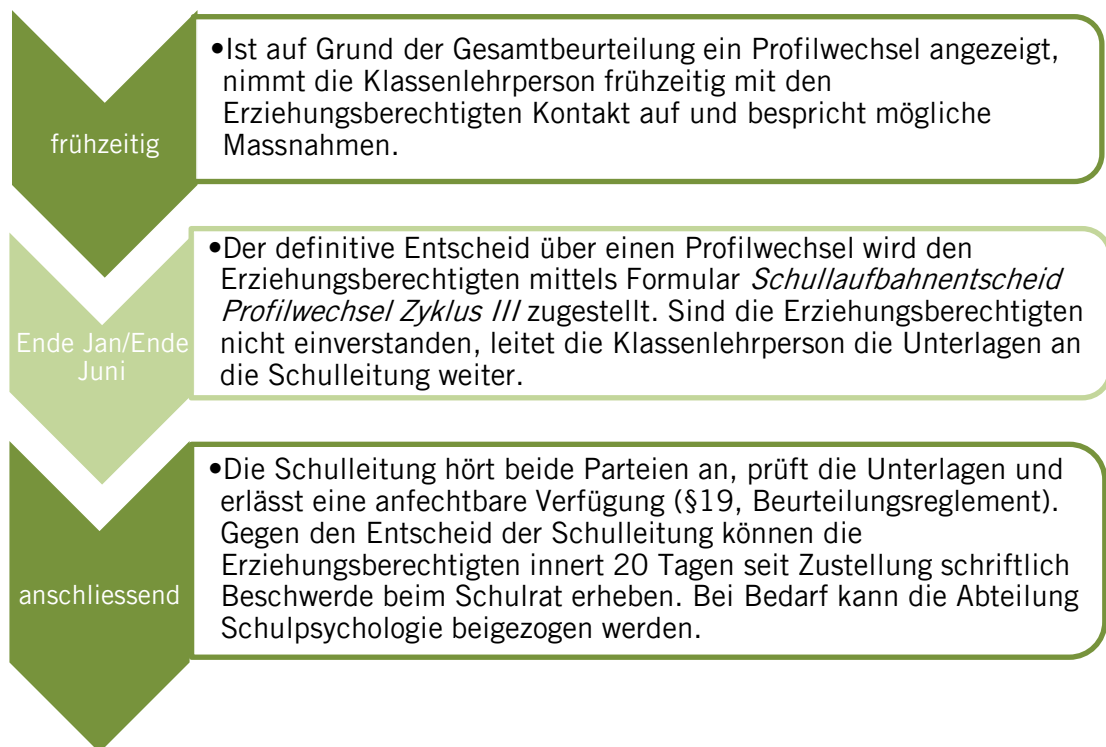 frühzeitig
•Ist auf Grund der Gesamtbeurteilung ein Profilwechsel angezeigt,
nimmt die Klassenlehrperson frühzeitig mit den
Erziehungsberechtigten Kontakt auf und bespricht mögliche
Massnahmen.
Ende Jan/Ende
Juni
•Der definitive Entscheid über einen Profilwechsel wird den
Erziehungsberechtigten mittels Formular Schullaufbahnentscheid
Profilwechsel Zyklus III zugestellt. Sind die Erziehungsberechtigten
nicht einverstanden, leitet die Klassenlehrperson die Unterlagen an
die Schulleitung weiter.
anschliessend
•Die Schulleitung hört beide Parteien an, prüft die Unterlagen und
erlässt eine anfechtbare Verfügung (§19, Beurteilungsreglement).
Gegen den Entscheid der Schulleitung können die
Erziehungsberechtigten innert 20 Tagen seit Zustellung schriftlich
Beschwerde beim Schulrat erheben. Bei Bedarf kann die Abteilung
Schulpsychologie beigezogen werden.